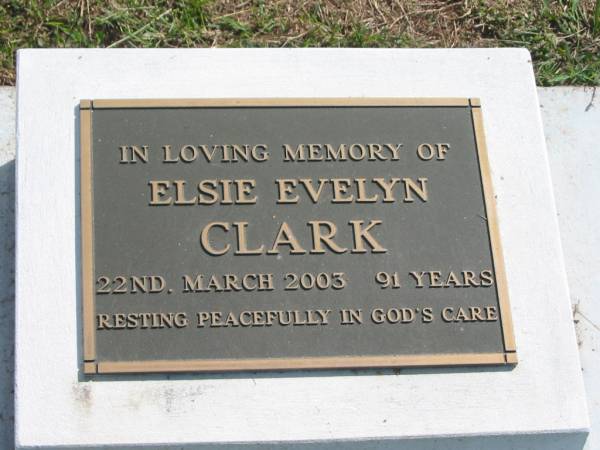 IN LOVING MEMORY OF
ELSIE EVELYN
CLARK
22ND. MARCH 2003 91 YEARS
RESTING PEACEFULLY IN GOD'S CARE